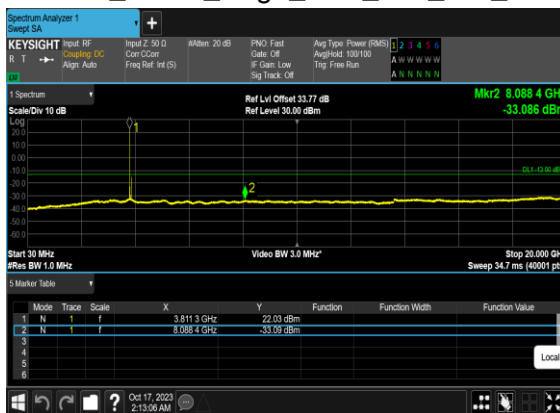 Spectrum Analyzer 1
Swept SA
+
KEYSIGHT
R T
LXI
Input: RF
Coupling: DC
Align: Auto
Input Z: 50 Ω
Corr CCorr
Freq Ref: Int (S)
#Atten: 20 dB
PNO: Fast
Gate: Off
IF Gain: Low
Sig Track: Off
Avg Type: Power (RMS)
Avg|Hold: 100/100
Trig: Free Run
1 2 3 4 5 6
A W W W W W
A N N N N N
1 Spectrum
Scale/Div 10 dB
Ref Lvl Offset 33.77 dB
Ref Level 30.00 dBm
Mkr2 8.088 4 GH
-33.086 dBr
Log
20.0
10.0
0.00
-10.0
-20.0
-30.0
-40.0
-50.0
-60.0
1
2
DL1 -13.00 dB
Start 30 MHz
#Res BW 1.0 MHz
Video BW 3.0 MHz*
Stop 20.000 GH
Sweep 34.7 ms (40001 pt
5 Marker Table
Mode Trace Scale X Y Function Function Width Function Value
1 N 1 f 3.811 3 GHz 22.03 dBm
2 N 1 f 8.088 4 GHz -33.09 dBm
3
4
5
6
Local
?
Oct 17, 2023
2:13:06 AM